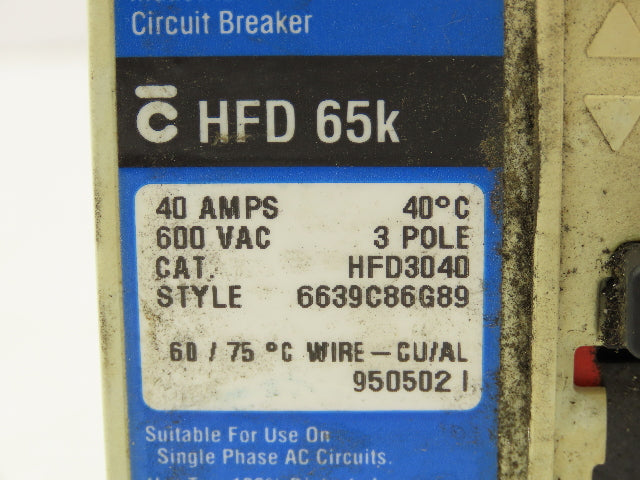 Circuit Breaker
C HFD 65k
40 AMPS 40°C
600 VAC 3 POLE
CAT. HFD3040
STYLE 6639C86G89
60 / 75 °C WIRE – CU/AL
950502 I
Suitable For Use On
Single Phase AC Circuits.